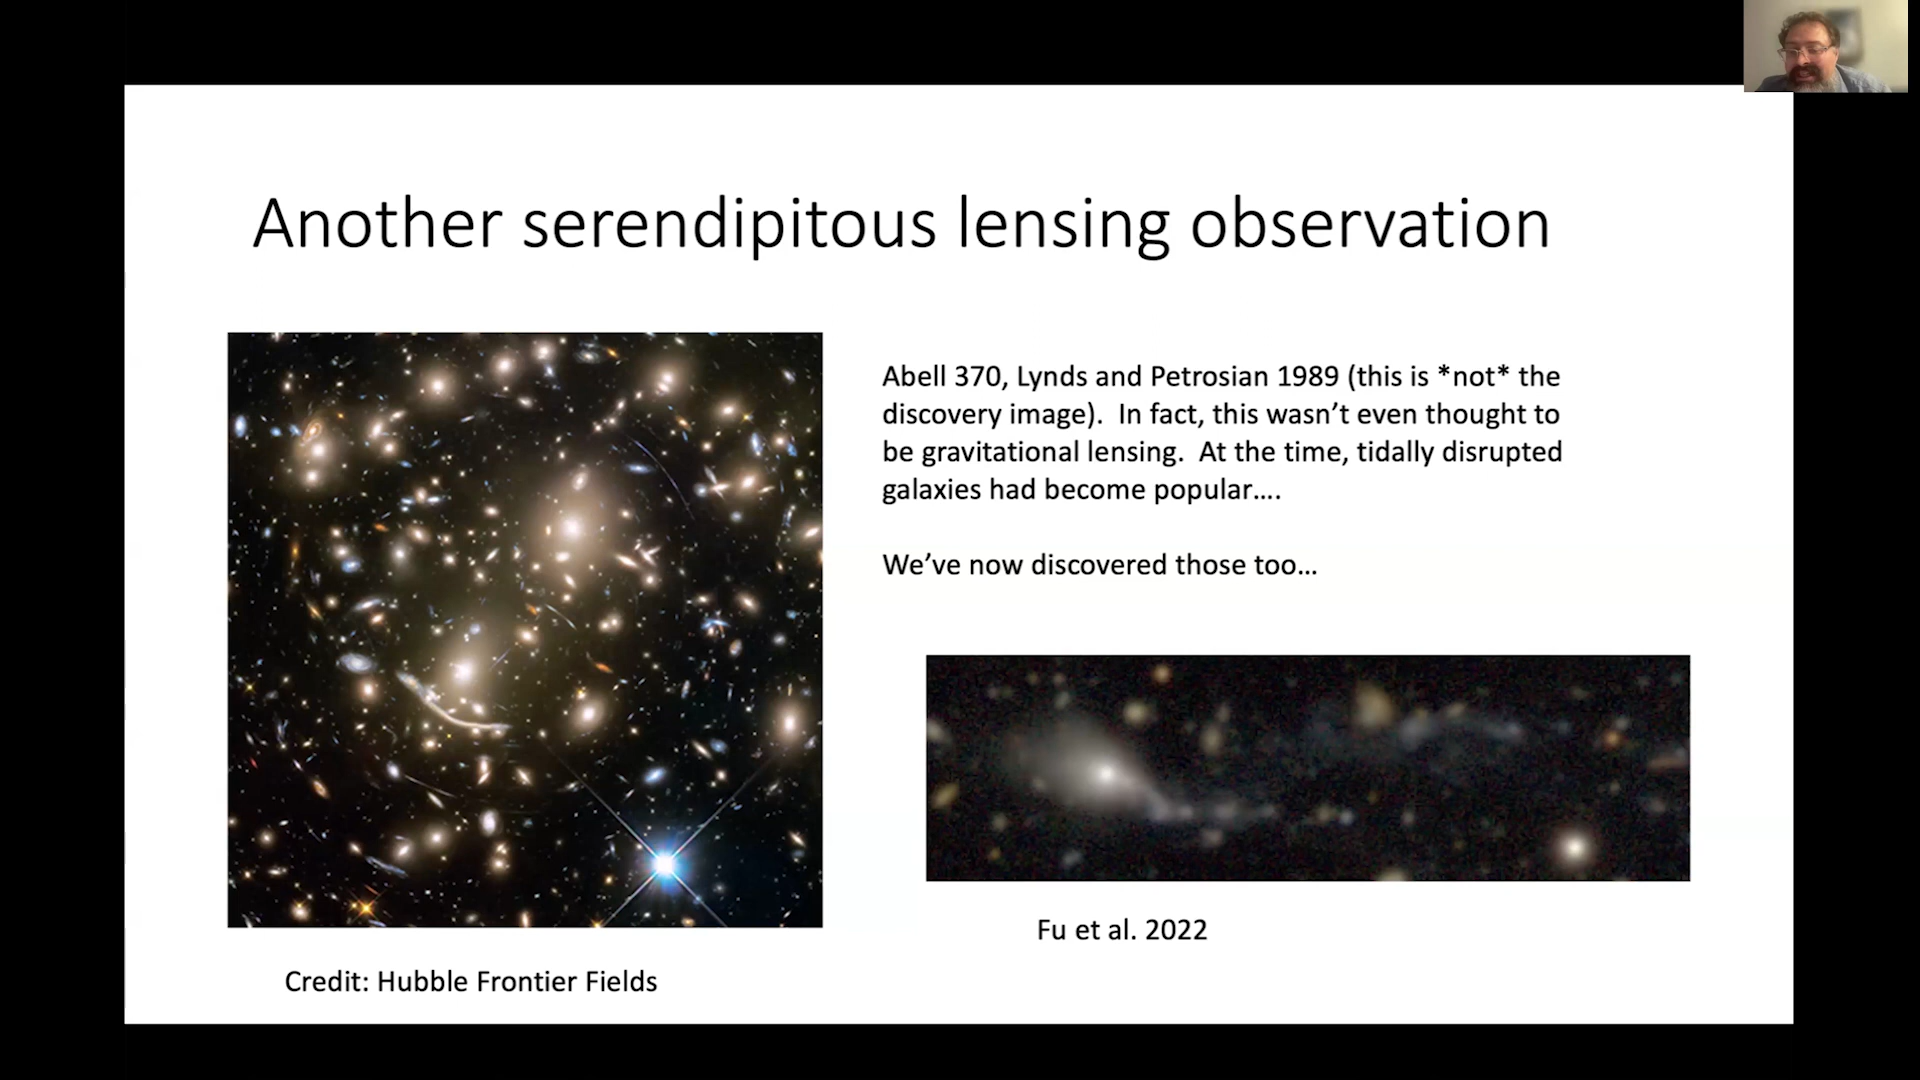 Another serendipitous lensing observation
Abell 370, Lynds and Petrosian 1989 (this is *not* the
discovery image).  In fact, this wasn’t even thought to
be gravitational lensing.  At the time, tidally disrupted
galaxies had become popular….
We’ve now discovered those too…
Fu et al. 2022
Credit: Hubble Frontier Fields